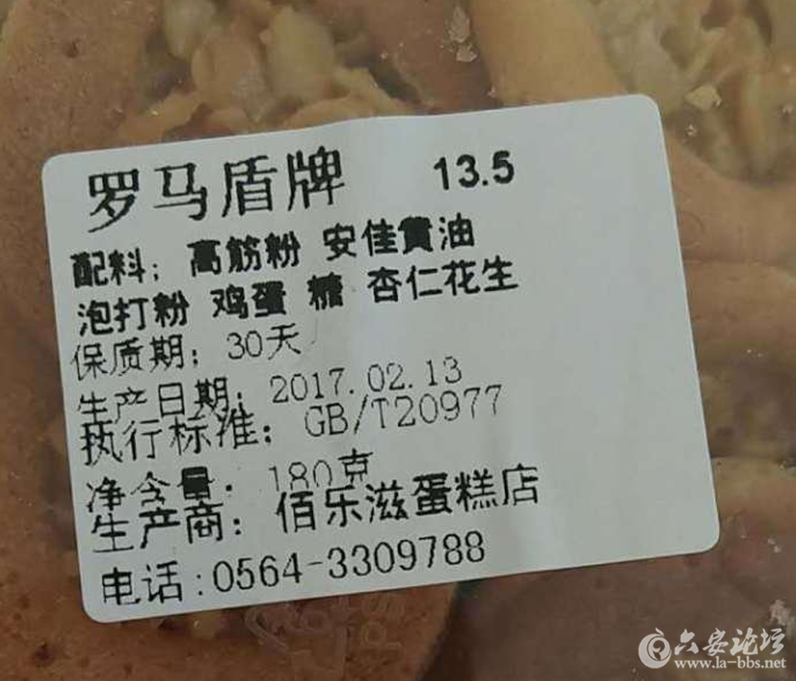 罗马盾牌 13.5
配料：高筋粉 安佳黄油
泡打粉 鸡蛋 糖 杏仁花生
保质期：30天
生产日期：2017.02.13
执行标准：GB/T20977
净含量：180克
生产商：佰乐滋蛋糕店
电话:0564-3309788
六安论坛
www.la-bbs.net